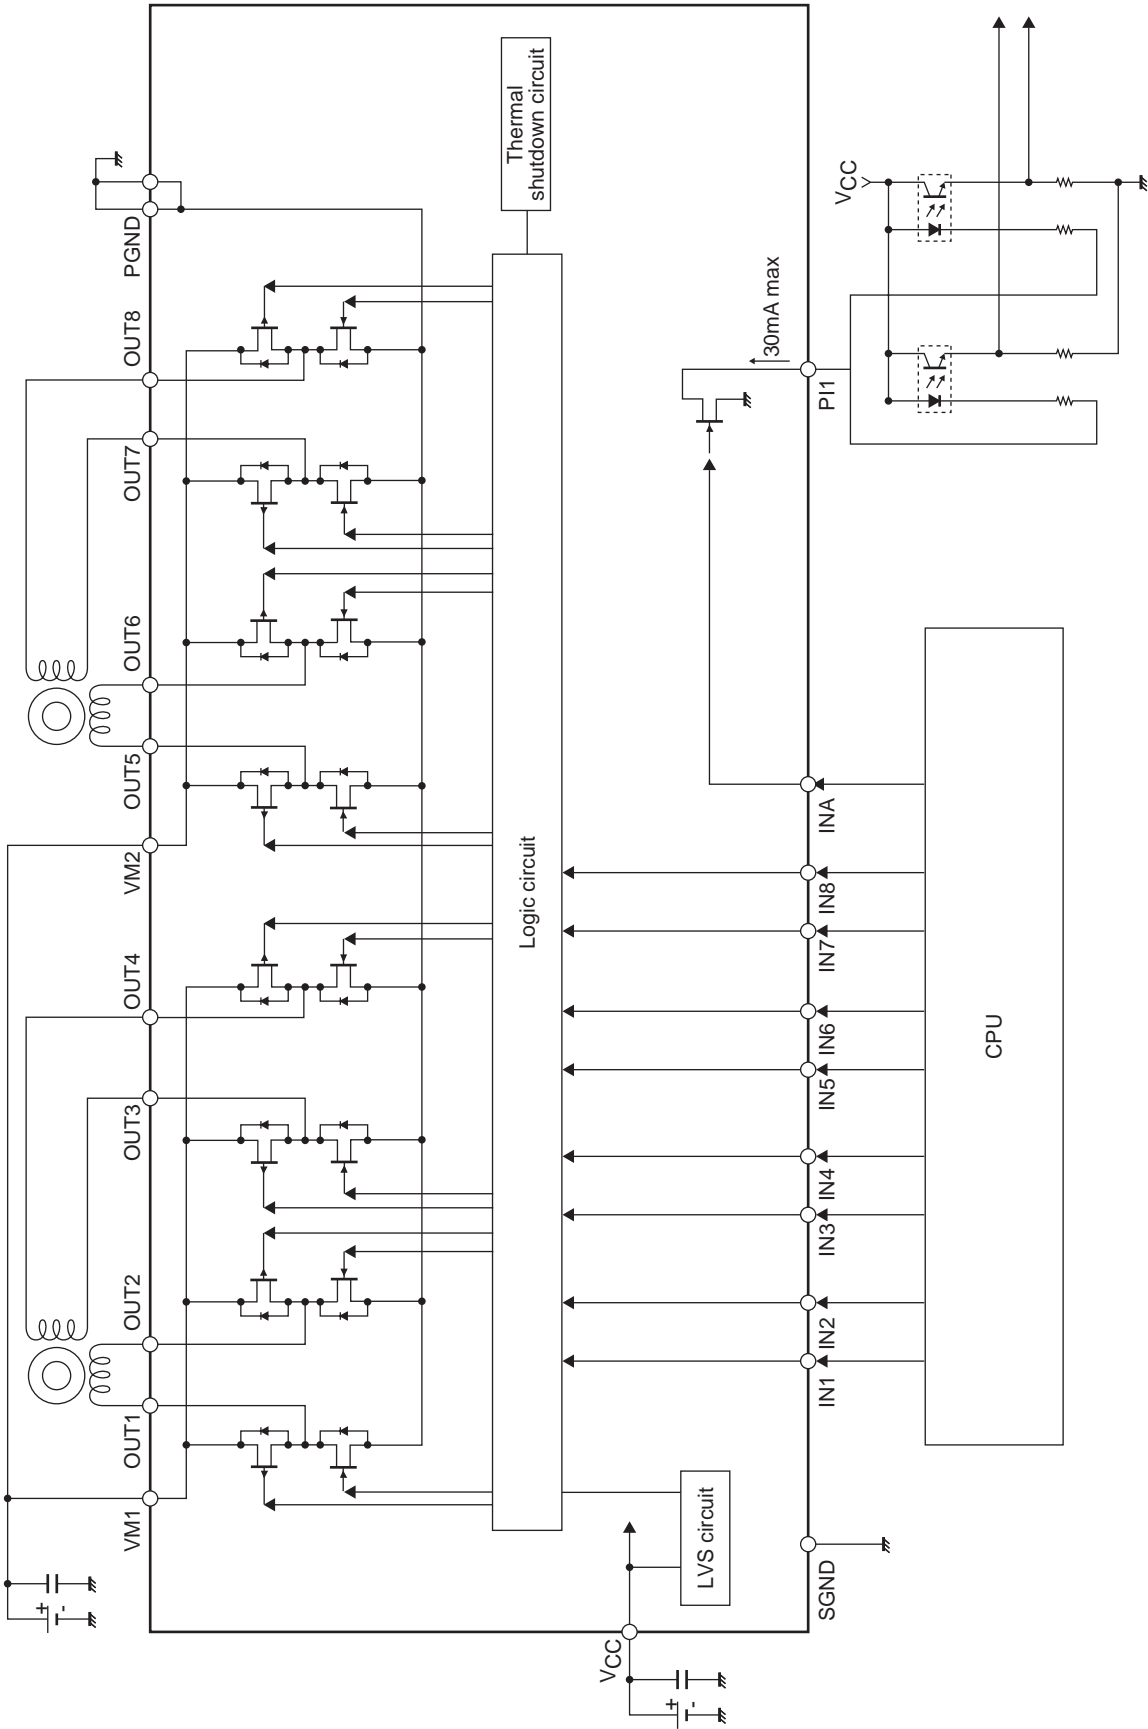 Thermal
shutdown circuit
PGND
OUT8
OUT7
OUT6
OUT5
VM2
OUT4
OUT3
OUT2
OUT1
VM1
+
-
Logic circuit
LVS circuit
VCC
+
-
SGND
VCC
30mA max
PI1
INA
IN8
IN7
IN6
IN5
IN4
IN3
IN2
IN1
CPU